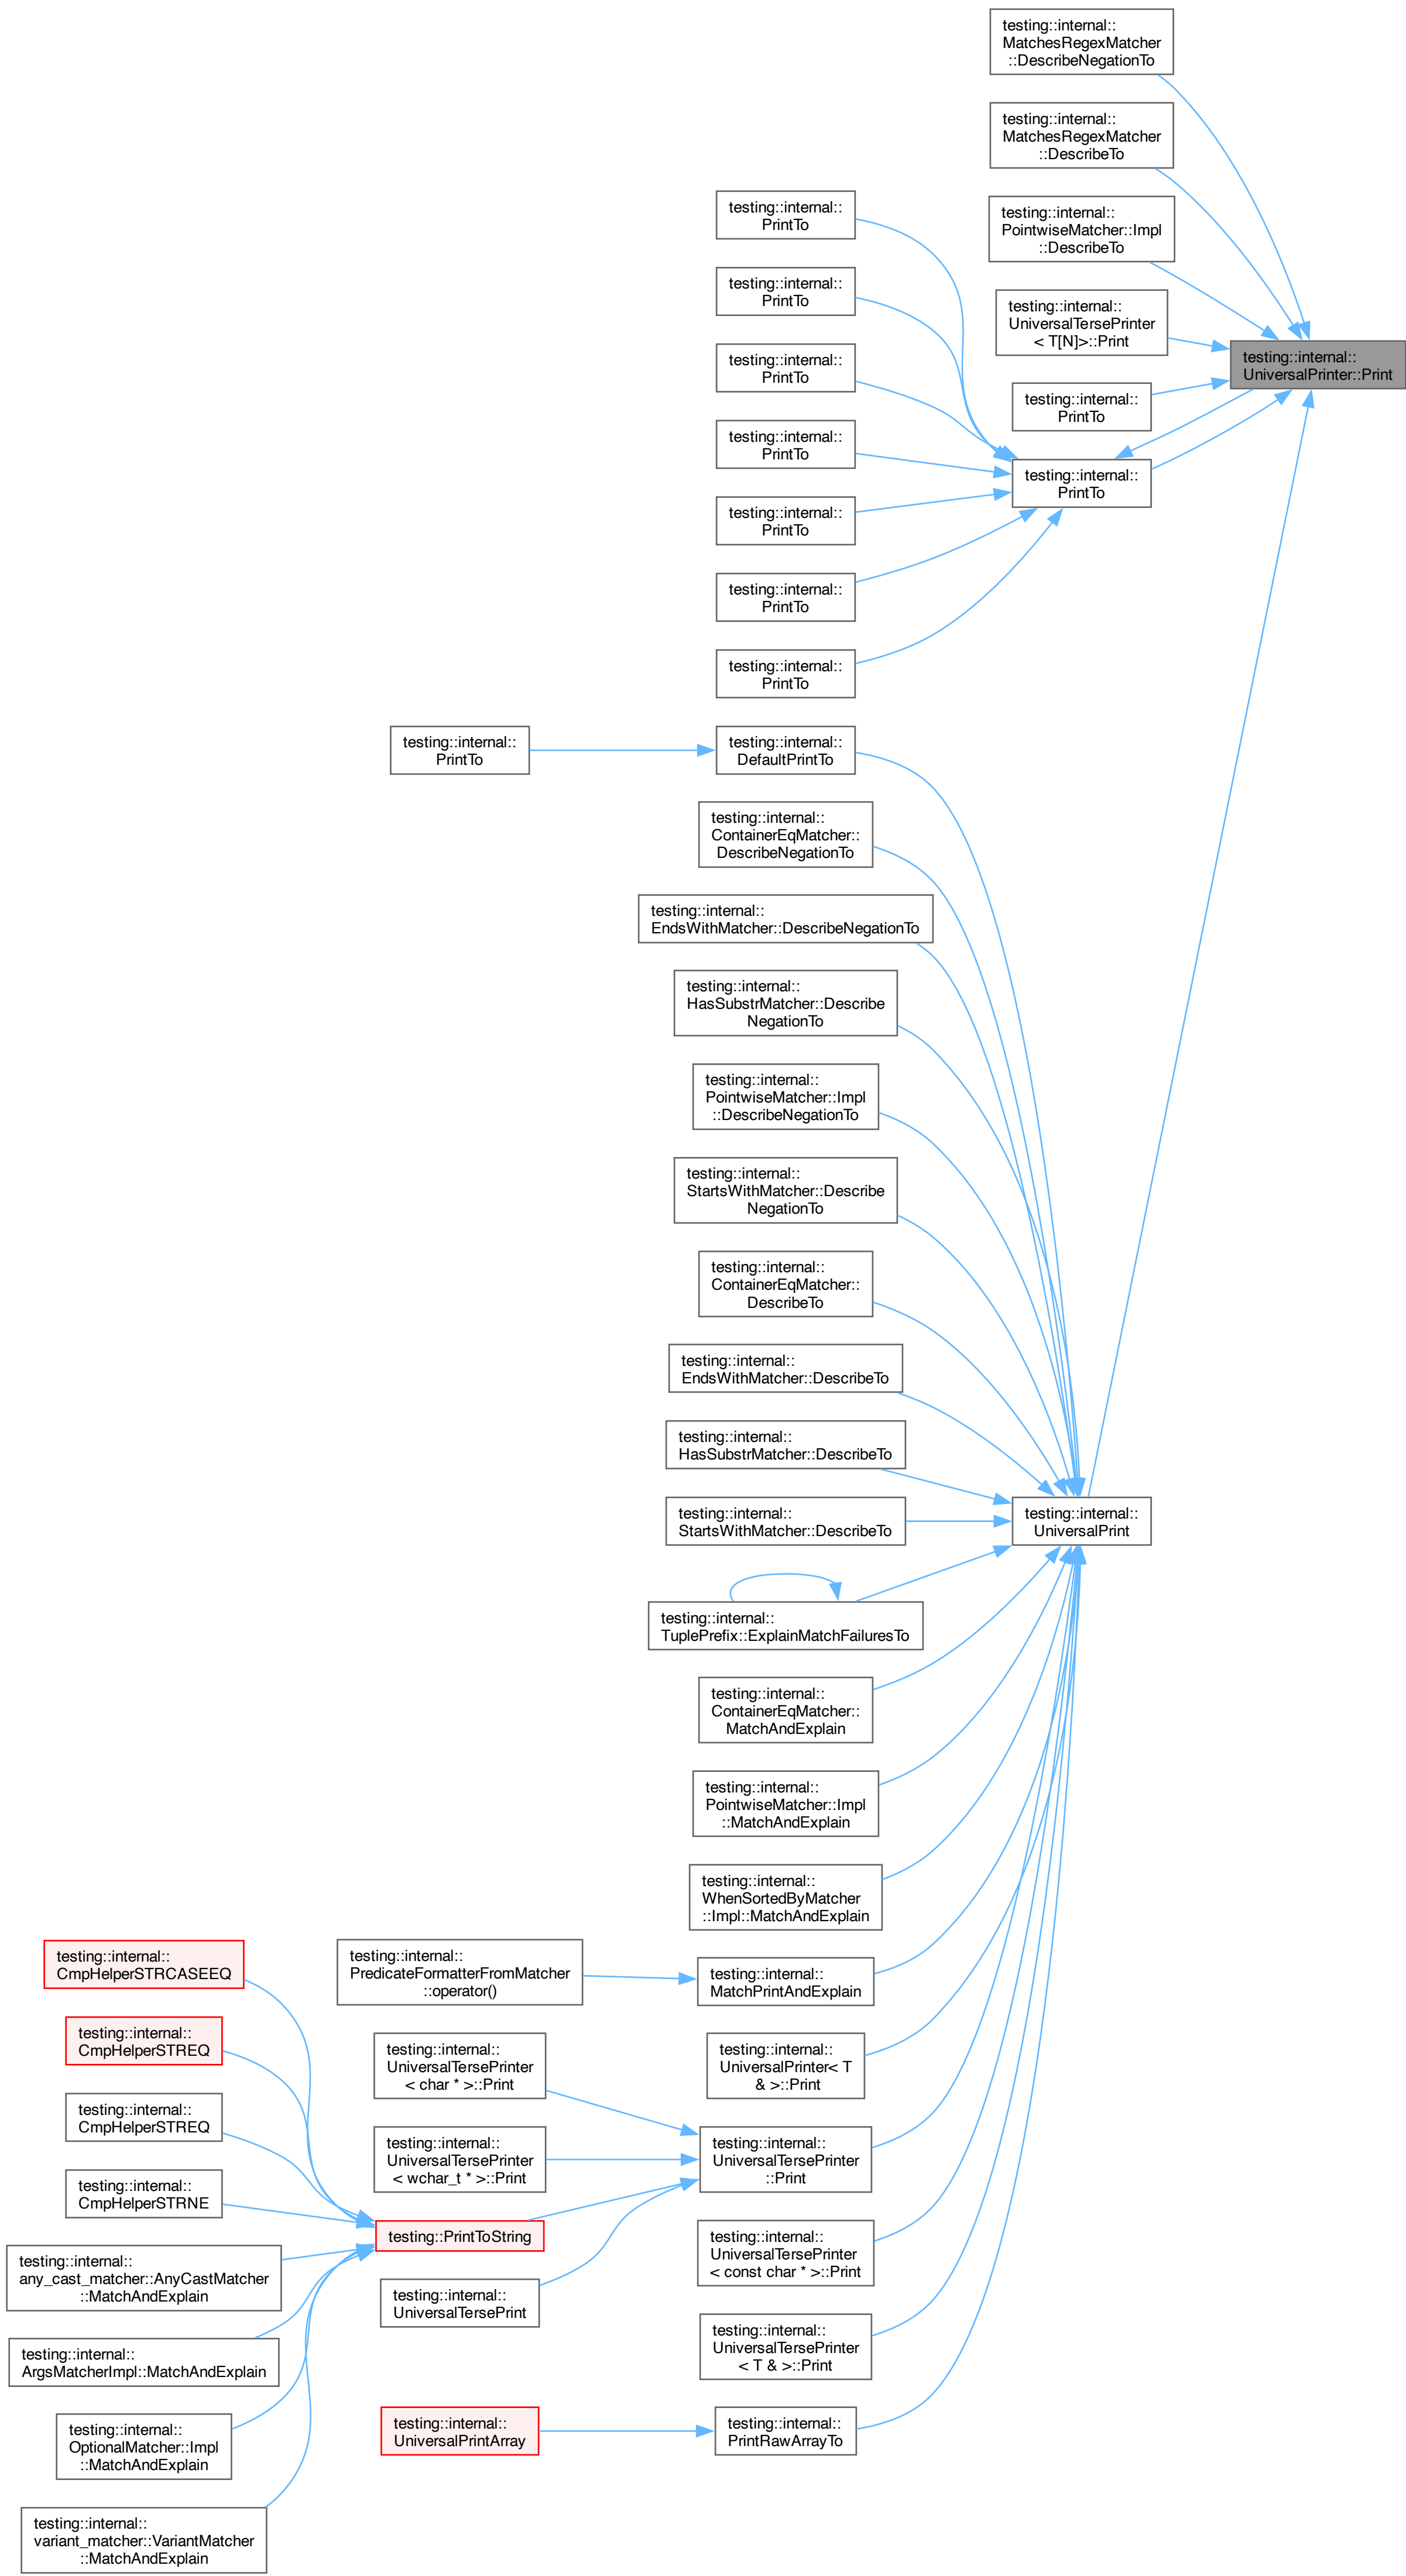 testing::internal::
MatchesRegexMatcher
::DescribeNegationTo
testing::internal::
MatchesRegexMatcher
::DescribeTo
testing::internal::
PointwiseMatcher::Impl
::DescribeTo
testing::internal::
UniversalTersePrinter
< T[N]>::Print
testing::internal::
UniversalPrinter::Print
testing::internal::
PrintTo
testing::internal::
PrintTo
testing::internal::
PrintTo
testing::internal::
PrintTo
testing::internal::
PrintTo
testing::internal::
PrintTo
testing::internal::
PrintTo
testing::internal::
PrintTo
testing::internal::
PrintTo
testing::internal::
DefaultPrintTo
testing::internal::
PrintTo
testing::internal::
ContainerEqMatcher::
DescribeNegationTo
testing::internal::
EndsWithMatcher::DescribeNegationTo
testing::internal::
HasSubstrMatcher::Describe
NegationTo
testing::internal::
PointwiseMatcher::Impl
::DescribeNegationTo
testing::internal::
StartsWithMatcher::Describe
NegationTo
testing::internal::
ContainerEqMatcher::
DescribeTo
testing::internal::
EndsWithMatcher::DescribeTo
testing::internal::
HasSubstrMatcher::DescribeTo
testing::internal::
StartsWithMatcher::DescribeTo
testing::internal::
UniversalPrint
testing::internal::
TuplePrefix::ExplainMatchFailuresTo
testing::internal::
ContainerEqMatcher::
MatchAndExplain
testing::internal::
PointwiseMatcher::Impl
::MatchAndExplain
testing::internal::
WhenSortedByMatcher
::Impl::MatchAndExplain
testing::internal::
MatchPrintAndExplain
testing::internal::
PredicateFormatterFromMatcher
::operator()
testing::internal::
UniversalPrinter< T
& >::Print
testing::internal::
UniversalTersePrinter
::Print
testing::internal::
UniversalTersePrinter
< char * >::Print
testing::internal::
UniversalTersePrinter
< wchar_t * >::Print
testing::PrintToString
testing::internal::
UniversalTersePrint
testing::internal::
CmpHelperSTRCASEEQ
testing::internal::
CmpHelperSTREQ
testing::internal::
CmpHelperSTREQ
testing::internal::
CmpHelperSTRNE
testing::internal::
any_cast_matcher::AnyCastMatcher
::MatchAndExplain
testing::internal::
ArgsMatcherImpl::MatchAndExplain
testing::internal::
OptionalMatcher::Impl
::MatchAndExplain
testing::internal::
variant_matcher::VariantMatcher
::MatchAndExplain
testing::internal::
UniversalTersePrinter
< const char * >::Print
testing::internal::
UniversalTersePrinter
< T & >::Print
testing::internal::
PrintRawArrayTo
testing::internal::
UniversalPrintArray